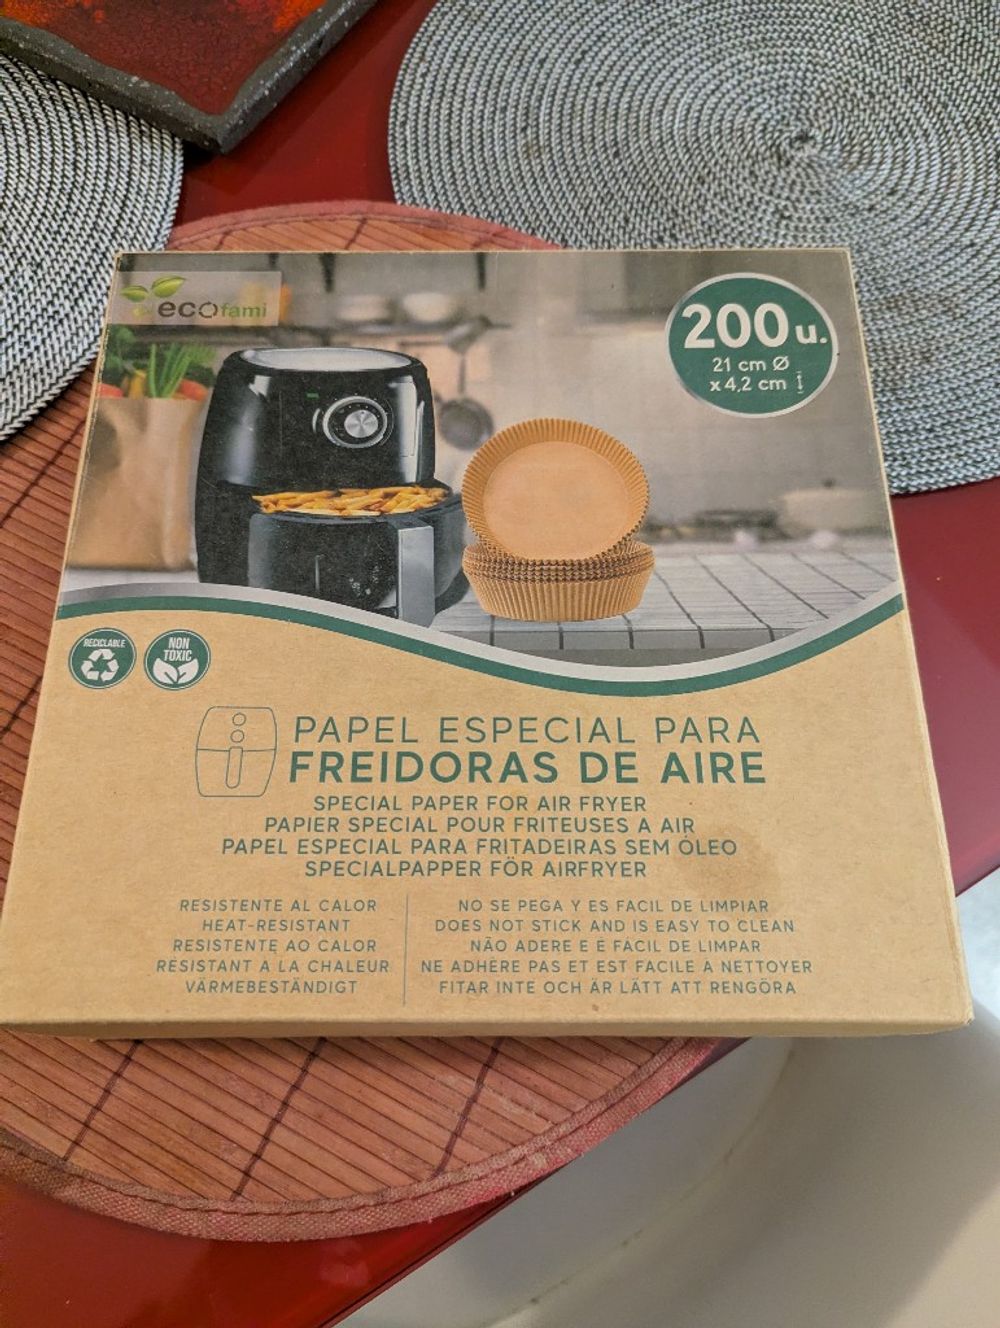 ecofami
200 u.
21 cm Ø
x 4,2 cm
RECICLABLE
NON
TOXIC
PAPEL ESPECIAL PARA
FREIDORAS DE AIRE
SPECIAL PAPER FOR AIR FRYER
PAPIER SPECIAL POUR FRITEUSES A AIR
PAPEL ESPECIAL PARA FRITADEIRAS SEM ÓLEO
SPECIALPAPPER FÖR AIRFRYER
RESISTENTE AL CALOR
HEAT-RESISTANT
RESISTENTE AO CALOR
RÉSISTANT À LA CHALEUR
VÄRMEBESTÄNDIGT
NO SE PEGA Y ES FACIL DE LIMPIAR
DOES NOT STICK AND IS EASY TO CLEAN
NÃO ADERE E É FÁCIL DE LIMPAR
NE ADHÈRE PAS ET EST FACILE À NETTOYER
FITAR INTE OCH ÄR LÄTT ATT RENGÖRA